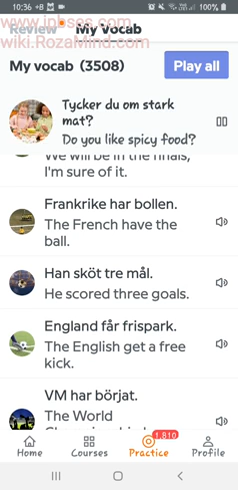 10:36 +B
100%
www.inpks.com
Review
My Vocab
wiki.RozaMind.com
My vocab (3508)
Play all
Tycker du om stark
mat?
Do you like spicy food?
We will be in the finals,
I'm sure of it.
Frankrike har bollen.
The French have the
ball.
Han sköt tre mål.
He scored three goals.
England får frispark.
The English get a free
kick.
VM har börjat.
The World
1,810
Home
Courses
Practice
Profile